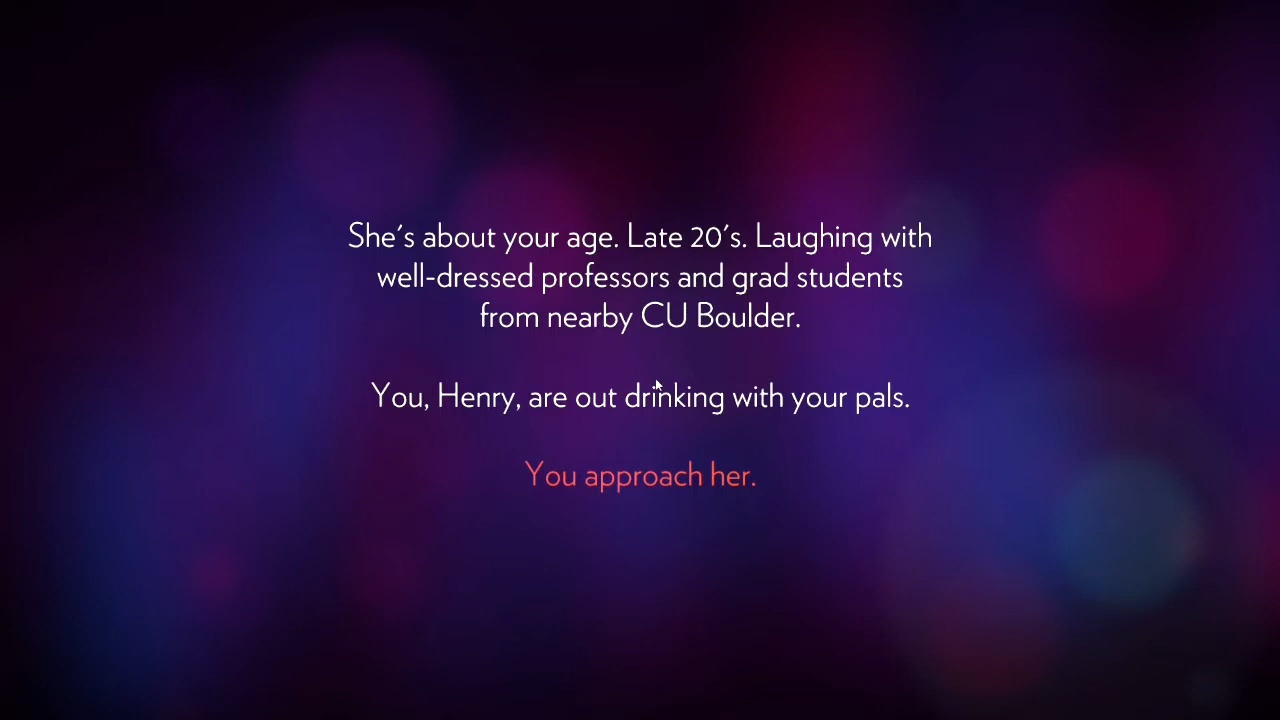 She's about your age. Late 20's. Laughing with
well-dressed professors and grad students
from nearby CU Boulder.
You, Henry, are out drinking with your pals.
You approach her.